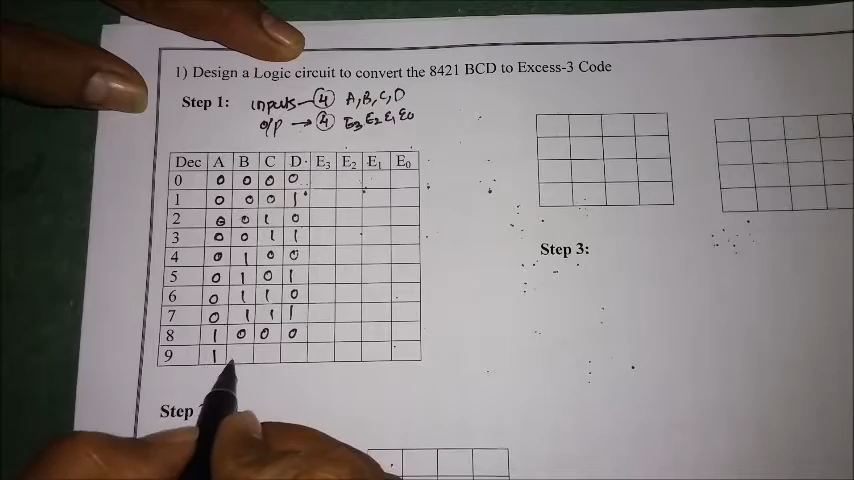 1) Design a Logic circuit to convert the 8421 BCD to Excess-3 Code
Step 1: inputs → 4 A, B, C, D
o/p → 4 E3 E2 E1 E0
Dec A B C D E3 E2 E1 E0
0 0 0 0 0
1 0 0 0 1
2 0 0 1 0
3 0 0 1 1
4 0 1 0 0
5 0 1 0 1
6 0 1 1 0
7 0 1 1 1
8 1 0 0 0
9 1
Step 3:
Step